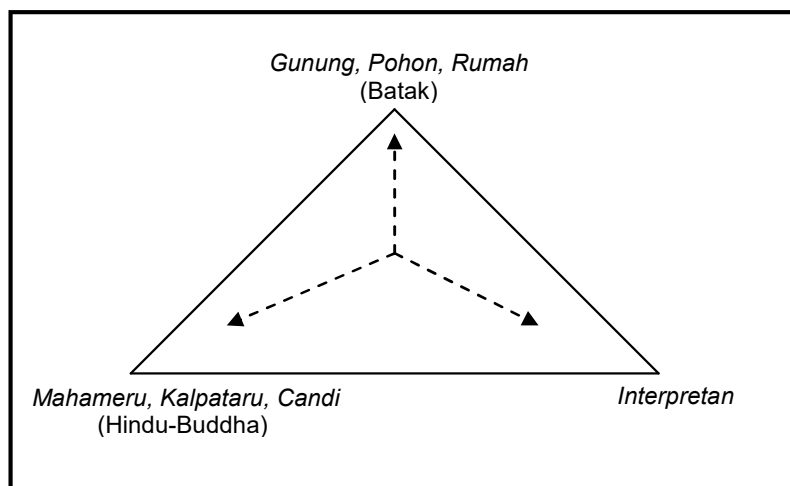 Gunung, Pohon, Rumah
(Batak)
Mahameru, Kalpataru, Candi
(Hindu-Buddha)
Interpretan